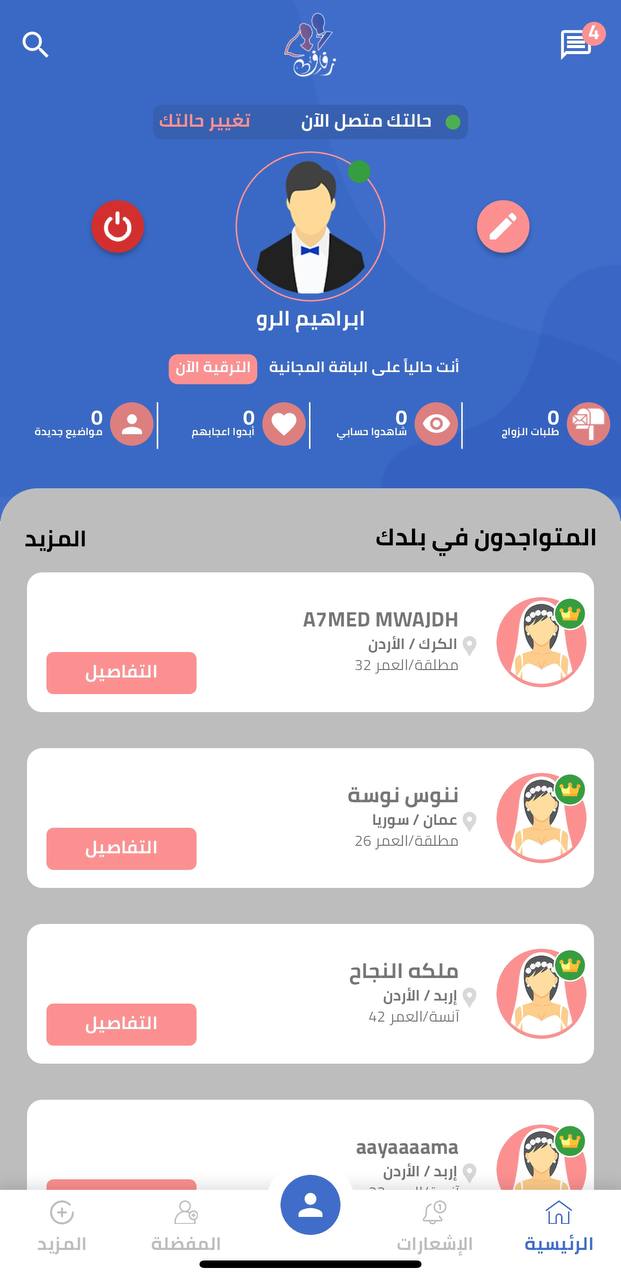 4
زفاف
حالتك متصل الآن
تغيير حالتك
ابراهيم الرو
أنت حالياً على الباقة المجانية
الترقية الآن
0
طلبات الزواج
0
شاهدوا حسابي
0
أبدوا اعجابهم
0
مواضيع جديدة
المتواجدون في بلدك
المزيد
A7MED MWAJDH
الكرك / الأردن
مطلقة/العمر 32
التفاصيل
ننوس نوسة
عمان / سوريا
مطلقة/العمر 26
التفاصيل
ملكه النجاح
إربد / الأردن
آنسة/العمر 42
التفاصيل
aayaaaama
إربد / الأردن
الرئيسية
1
الإشعارات
المفضلة
المزيد